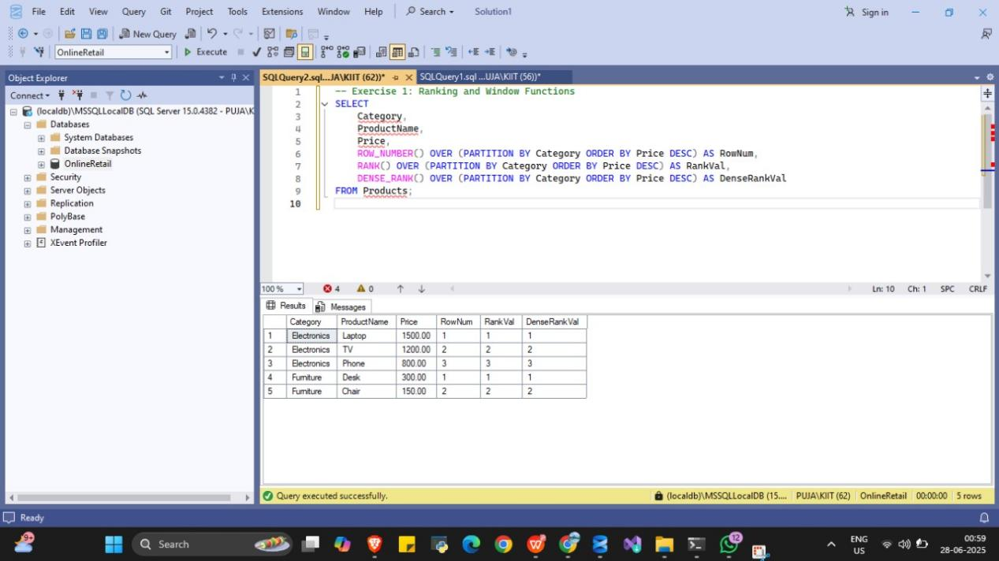 File Edit View Query Git Project Tools Extensions Window Help Search Solution1 Sign in
New Query
OnlineRetail Execute
Object Explorer
Connect
(localdb)\MSSQLLocalDB (SQL Server 15.0.4382 - PUJA\K
Databases
System Databases
Database Snapshots
OnlineRetail
Security
Server Objects
Replication
PolyBase
Management
XEvent Profiler
SQLQuery2.sql...JA\KIIT (62))* SQLQuery1.sql ...UJA\KIIT (56))*
1 -- Exercise 1: Ranking and Window Functions
2 SELECT
3 Category,
4 ProductName,
5 Price,
6 ROW_NUMBER() OVER (PARTITION BY Category ORDER BY Price DESC) AS RowNum,
7 RANK() OVER (PARTITION BY Category ORDER BY Price DESC) AS RankVal,
8 DENSE_RANK() OVER (PARTITION BY Category ORDER BY Price DESC) AS DenseRankVal
9 FROM Products;
10
100 % 4 0 Ln: 10 Ch: 1 SPC CRLF
Results Messages
Category ProductName Price RowNum RankVal DenseRankVal
1 Electronics Laptop 1500.00 1 1 1
2 Electronics TV 1200.00 2 2 2
3 Electronics Phone 800.00 3 3 3
4 Furniture Desk 300.00 1 1 1
5 Furniture Chair 150.00 2 2 2
Query executed successfully. (localdb)\MSSQLLocalDB (15.... PUJA\KIIT (62) OnlineRetail 00:00:00 5 rows
Ready
9+ Search 12 ENG US 00:59 28-06-2025